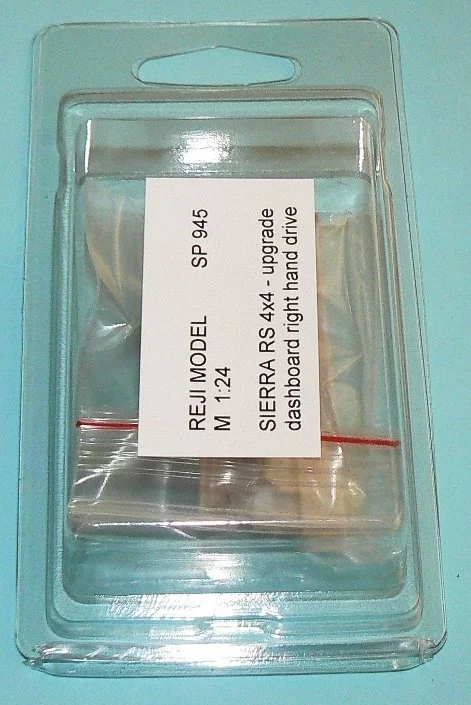 REJI MODEL SP 945
M 1:24
SIERRA RS 4x4 - upgrade
dashboard right hand drive